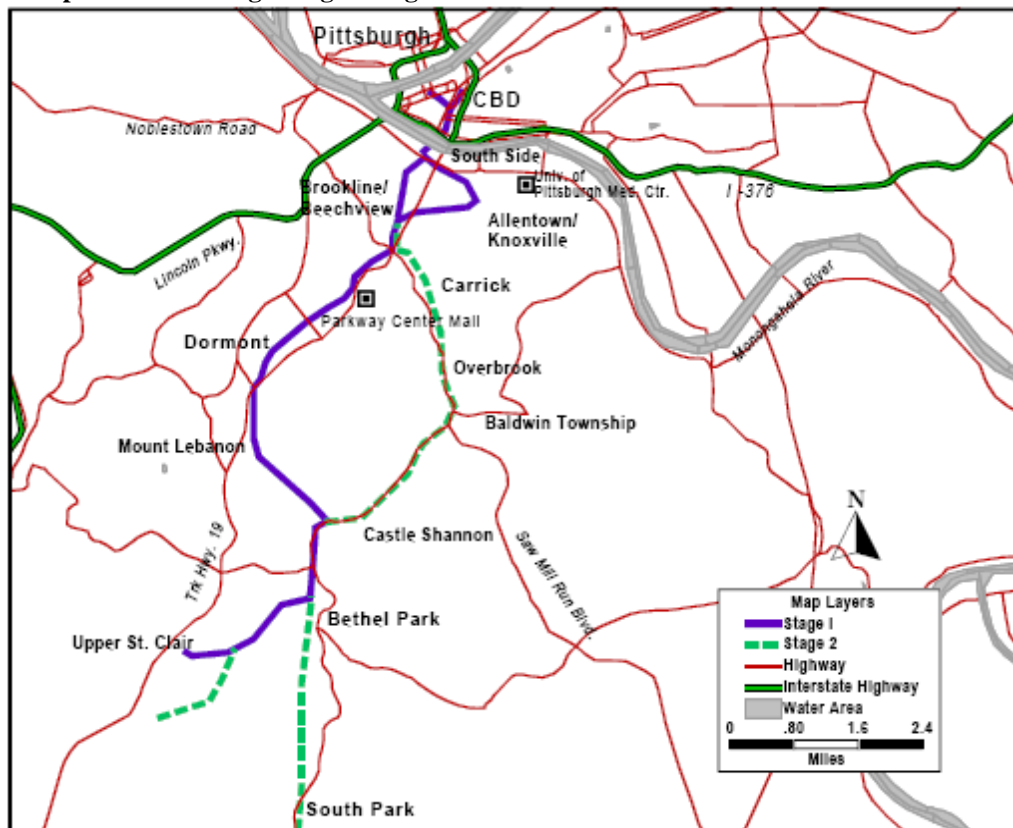 Pittsburgh
CBD
Noblestown Road
South Side
Univ. of
Pittsburgh Med. Ctr.
I-376
Brookline/
Beechview
Allentown/
Knoxville
Lincoln Pkwy.
Carrick
Monongahela River
Parkway Center Mall
Dormont
Overbrook
Baldwin Township
Mount Lebanon
Castle Shannon
N
Trk Hwy. 19
Saw Mill Run Blvd.
Bethel Park
Upper St. Clair
South Park
Map Layers
Stage I
Stage 2
Highway
Interstate Highway
Water Area
0 .80 1.6 2.4
Miles